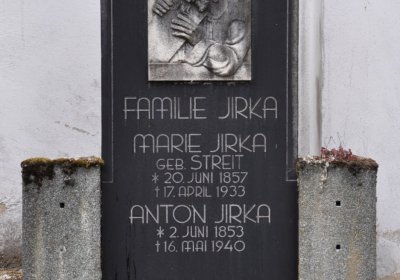 FAMILIE JIRKA
MARIE JIRKA
GEB. STREIT
* 20. JUNI 1857
† 17. APRIL 1933
ANTON JIRKA
* 2. JUNI 1853
† 16. MAI 1940